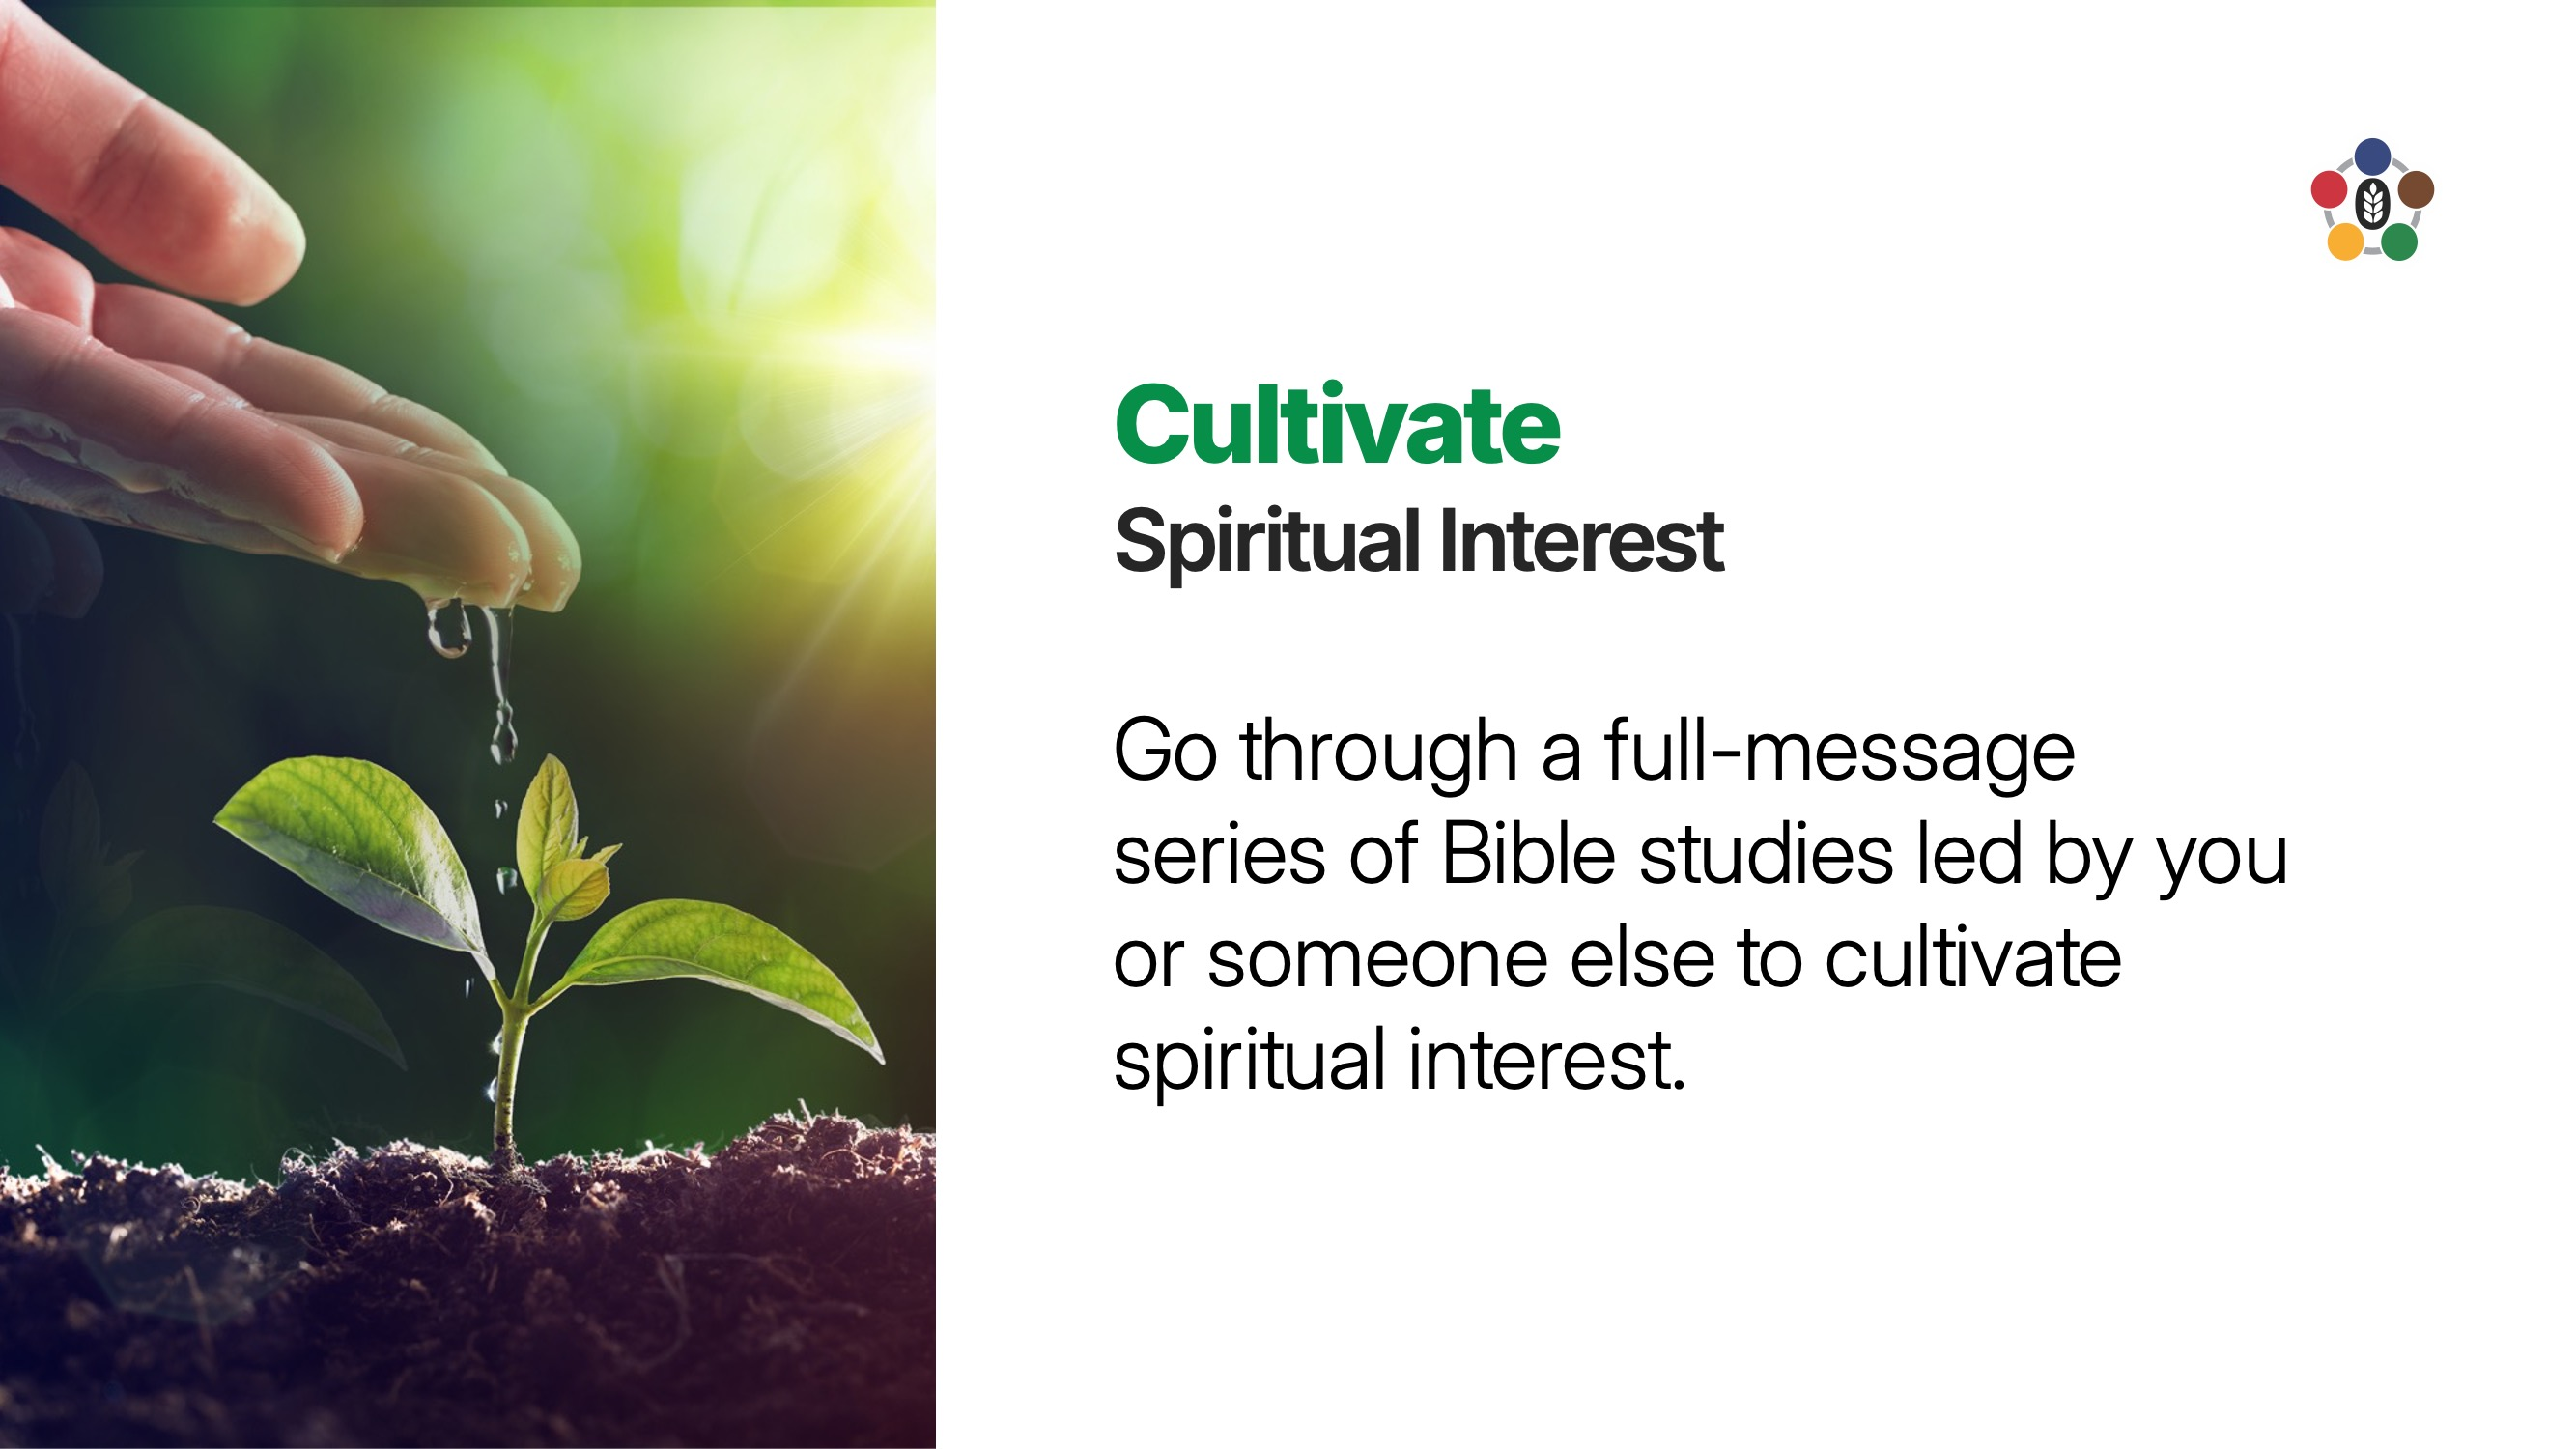 Cultivate
Spiritual Interest
Go through a full-message
series of Bible studies led by you
or someone else to cultivate
spiritual interest.